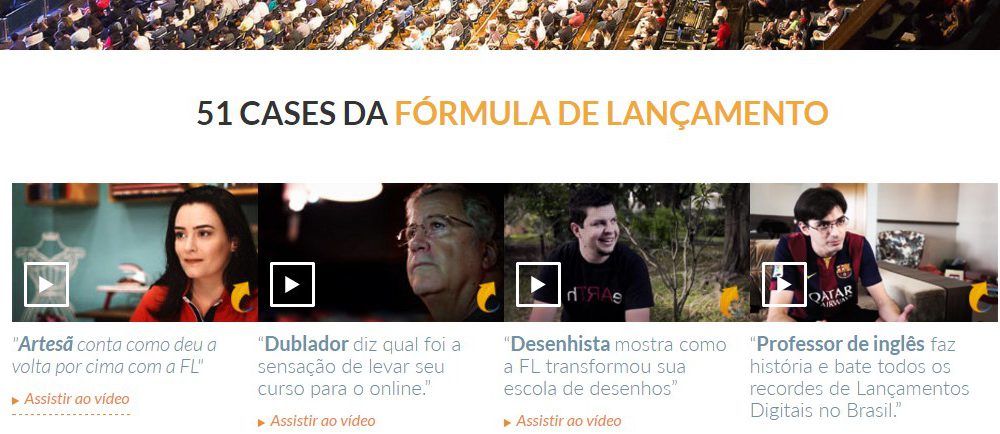 51 CASES DA FÓRMULA DE LANÇAMENTO
eARTh
QATAR
AIRWAYS
"Artesã conta como deu a
volta por cima com a FL"
Assistir ao vídeo
“Dublador diz qual foi a
sensação de levar seu
curso para o online.”
Assistir ao vídeo
“Desenhista mostra como
a FL transformou sua
escola de desenhos”
Assistir ao vídeo
“Professor de inglês faz
história e bate todos os
recordes de Lançamentos
Digitais no Brasil.”